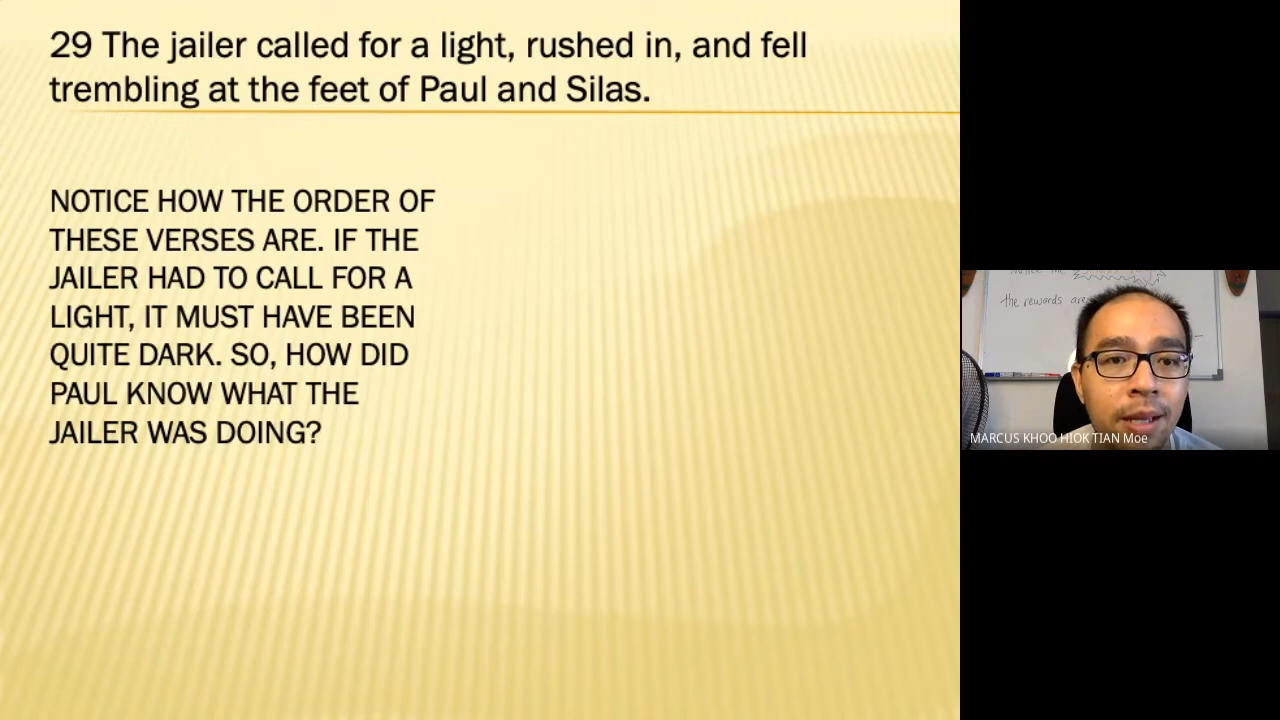 29 The jailer called for a light, rushed in, and fell
trembling at the feet of Paul and Silas.
NOTICE HOW THE ORDER OF
THESE VERSES ARE. IF THE
JAILER HAD TO CALL FOR A
LIGHT, IT MUST HAVE BEEN
QUITE DARK. SO, HOW DID
PAUL KNOW WHAT THE
JAILER WAS DOING?
the rewards are
MARCUS KHOO HIOK TIAN Moe